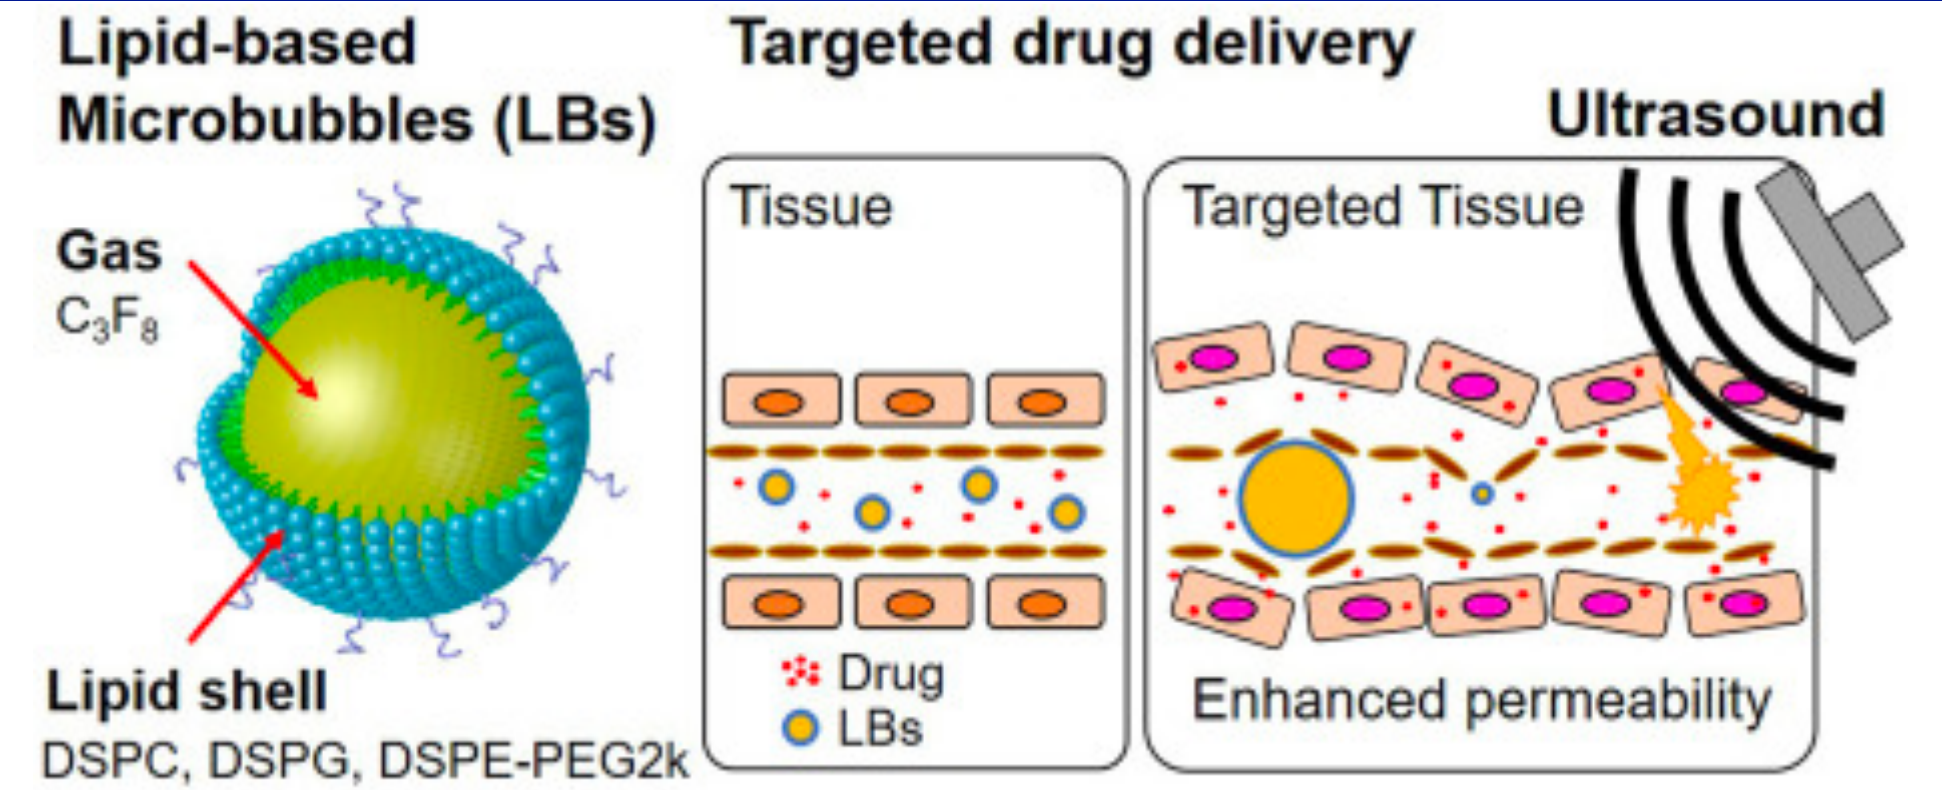 Lipid-based
Microbubbles (LBs)
Gas
C₃F₈
Lipid shell
DSPC, DSPG, DSPE-PEG2k
Targeted drug delivery
Ultrasound
Tissue
Drug
LBs
Targeted Tissue
Enhanced permeability